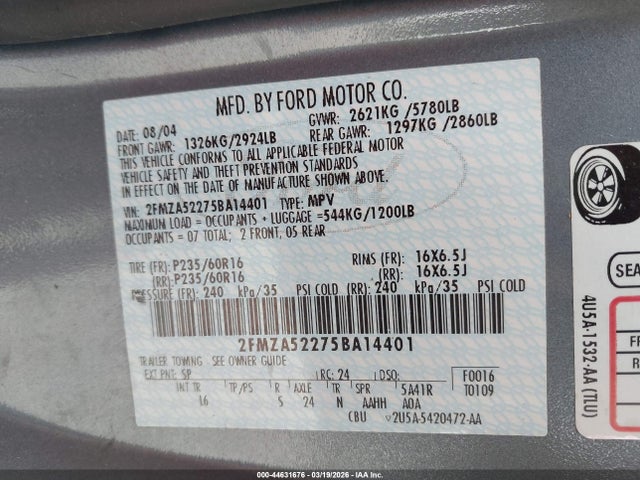 MFD. BY FORD MOTOR CO.
DATE: 08/04 GVWR: 2621KG/5780LB
FRONT GAWR: 1326KG/2924LB REAR GAWR: 1297KG/2860LB
THIS VEHICLE CONFORMS TO ALL APPLICABLE FEDERAL MOTOR
VEHICLE SAFETY AND THEFT PREVENTION STANDARDS
IN EFFECT ON THE DATE OF MANUFACTURE SHOWN ABOVE.
VIN: 2FMZA52275BA14401 TYPE: MPV
MAXIMUM LOAD = OCCUPANTS + LUGGAGE =544KG/1200LB
OCCUPANTS = 07 TOTAL; 2 FRONT, 05 REAR
TIRE (FR): P235/60R16 RIMS (FR): 16X6.5J
(RR): P235/60R16 (RR): 16X6.5J
PRESSURE (FR): 240 kPa/35 PSI COLD (RR): 240 kPa/35 PSI COLD
2FMZA52275BA14401
TRAILER TOWING - SEE OWNER GUIDE
EXT PNT: SP RC: 24 DSO: F0016
INT TR TP/PS R AXLE TR SPR 5A41R T0109
16 S 24 N AAHH A0A
CBU v2U5A-5420472-AA
SEA
4U5A-1532-AA (TLU)
FR
R
000-44631676 - 03/19/2026 - IAA Inc.